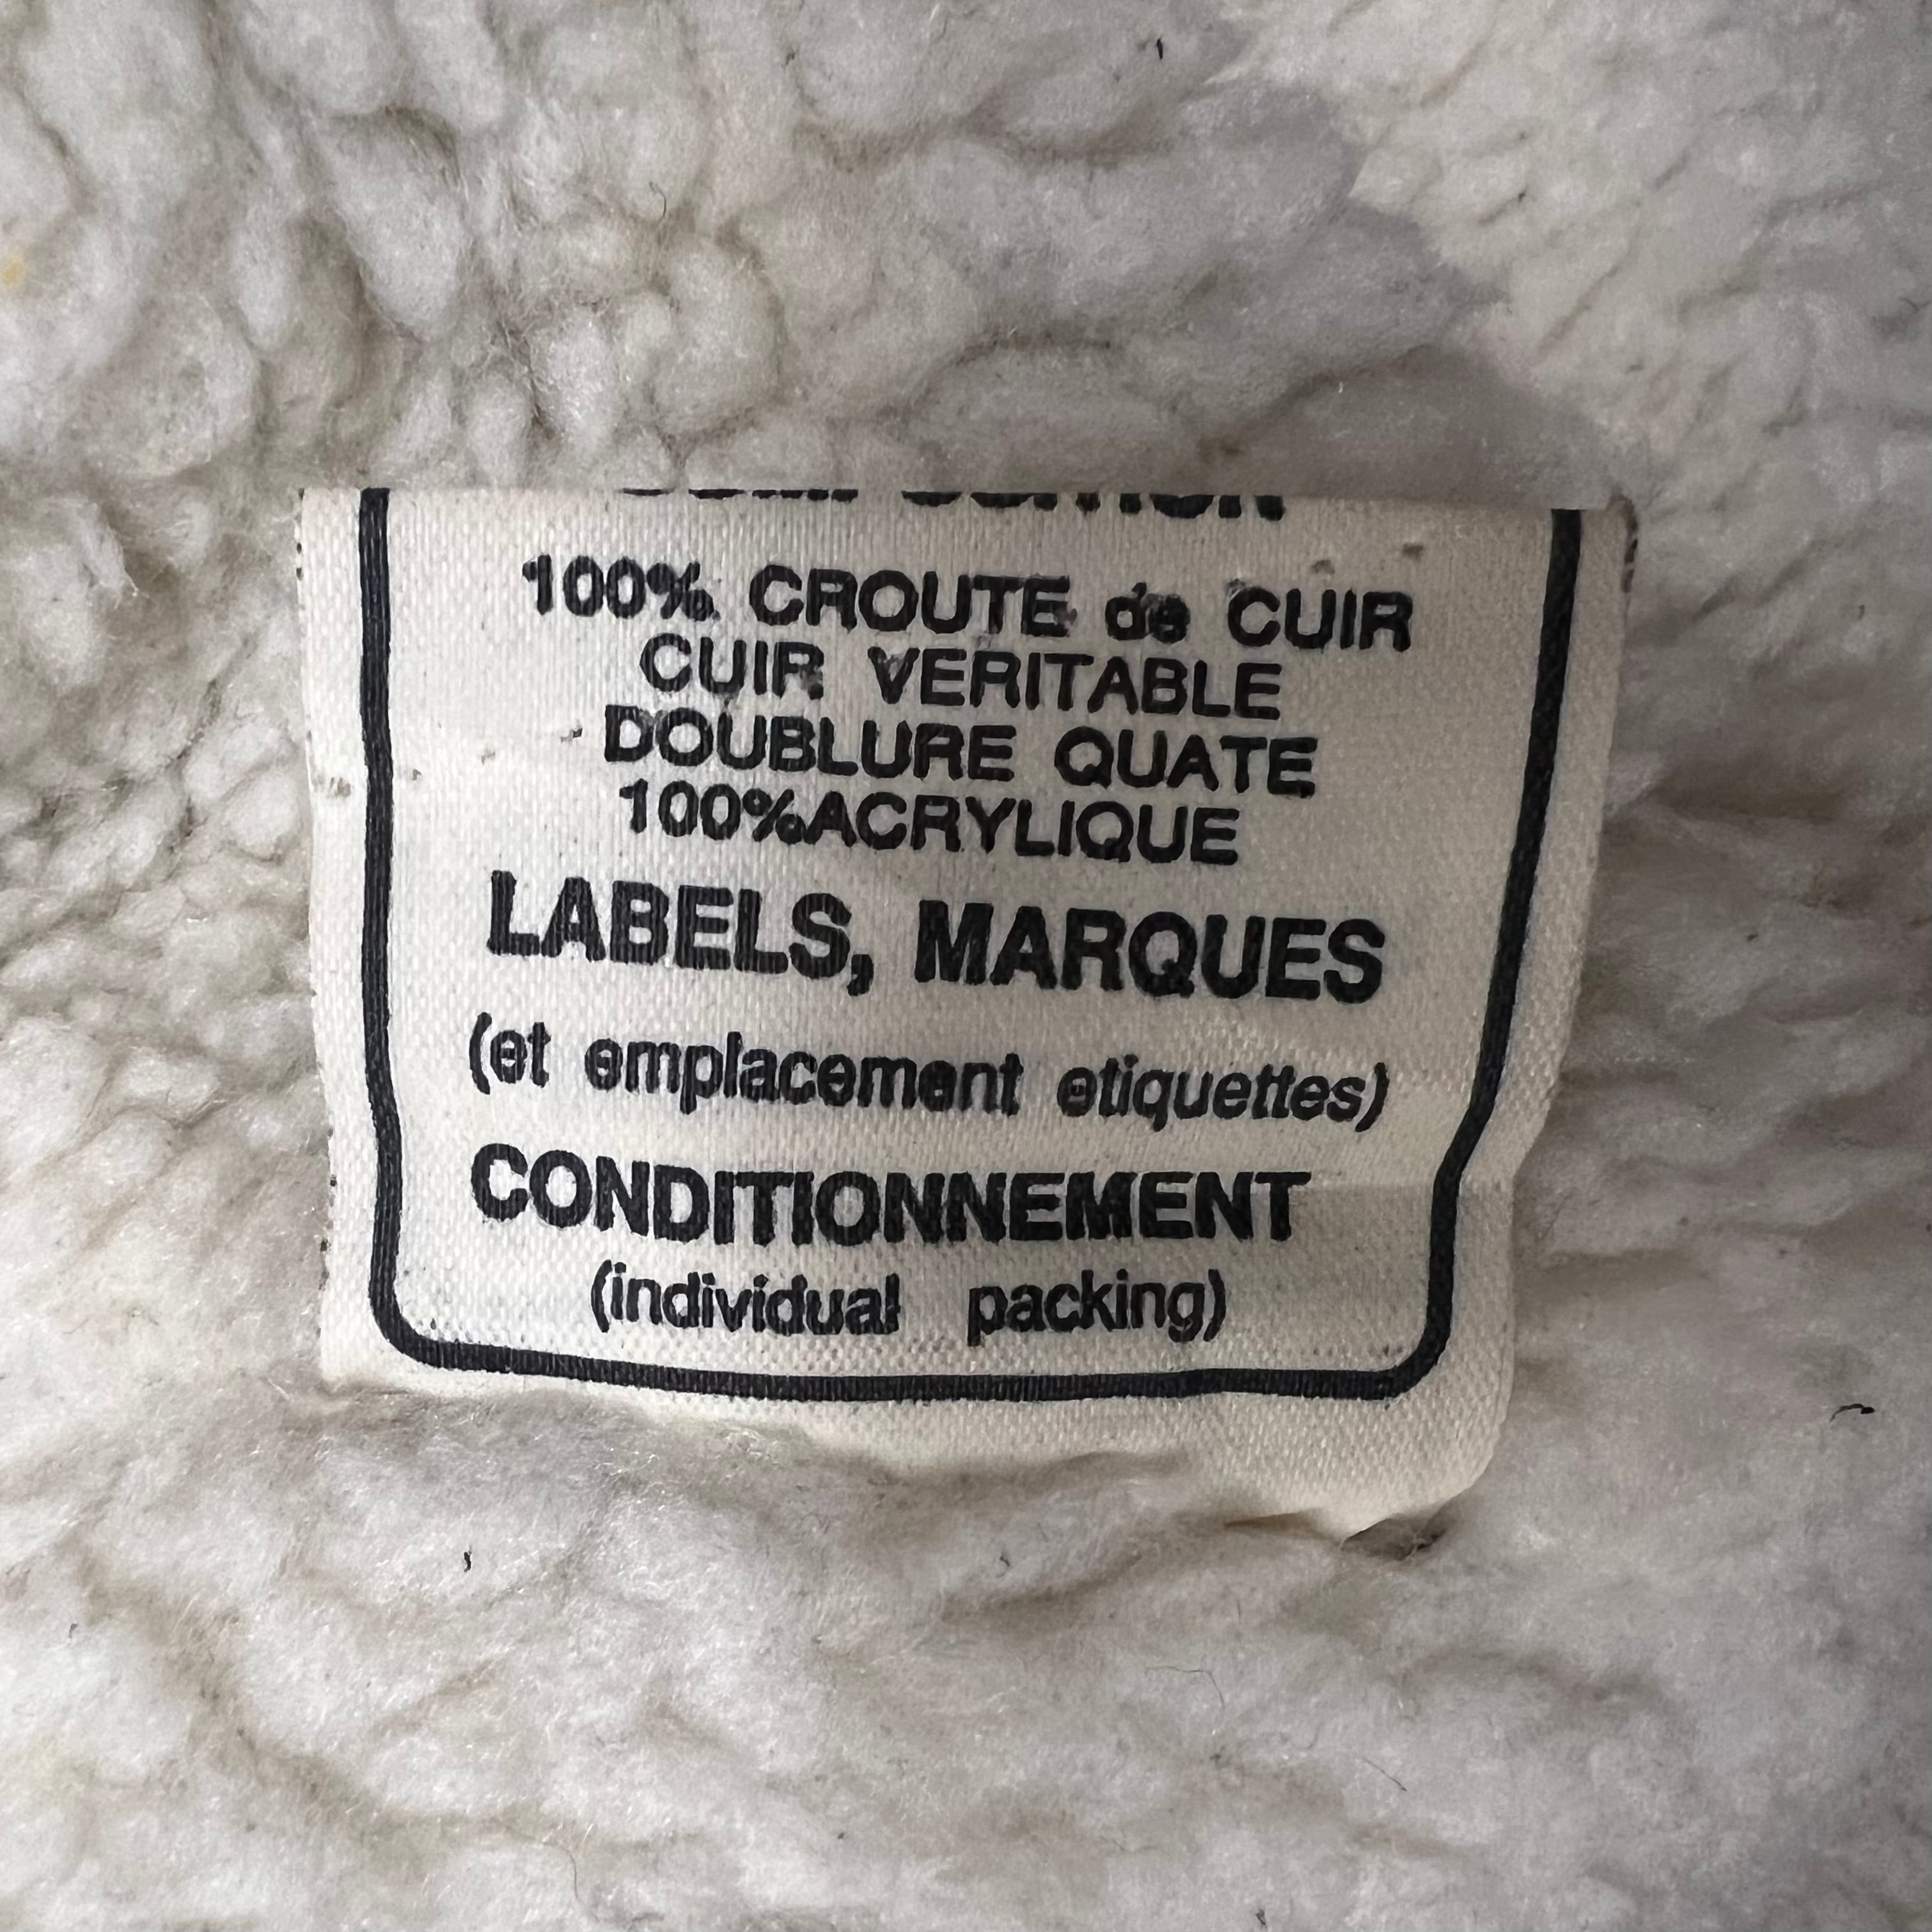 100% CROUTE de CUIR
CUIR VERITABLE
DOUBLURE QUATE
100%ACRYLIQUE
LABELS, MARQUES
(et emplacement etiquettes)
CONDITIONNEMENT
(individual packing)